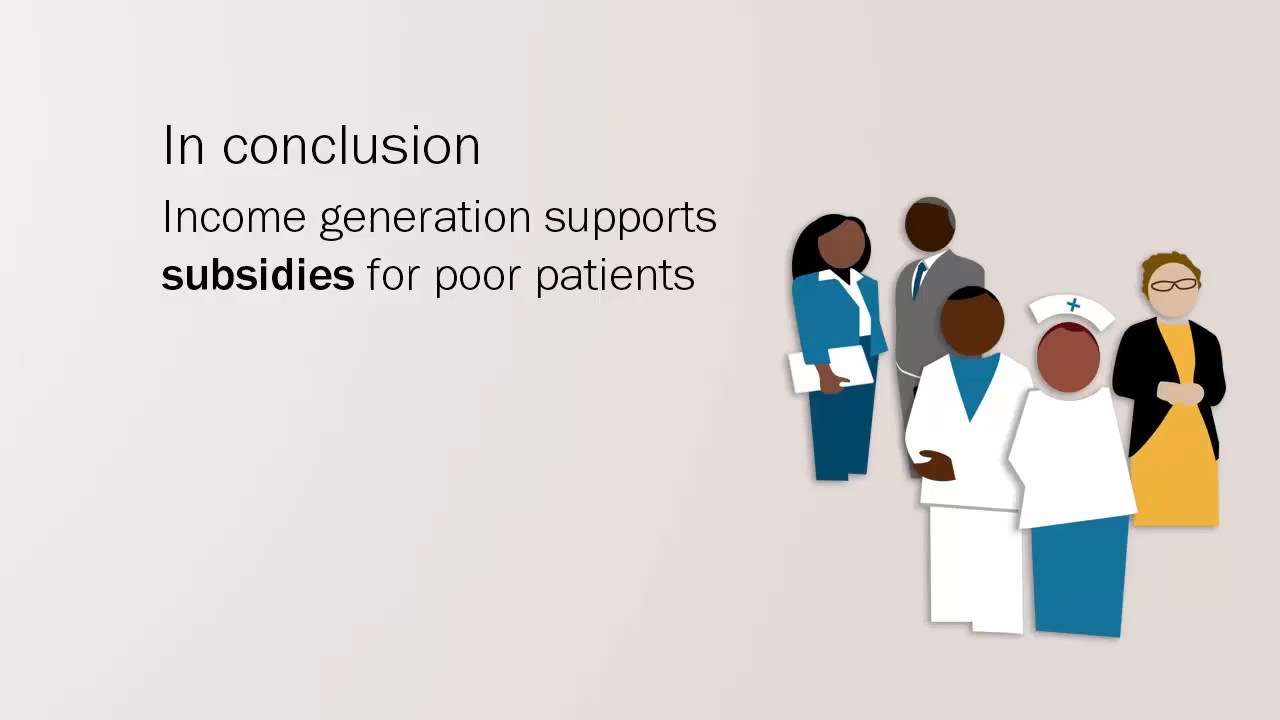 In conclusion
Income generation supports
subsidies for poor patients